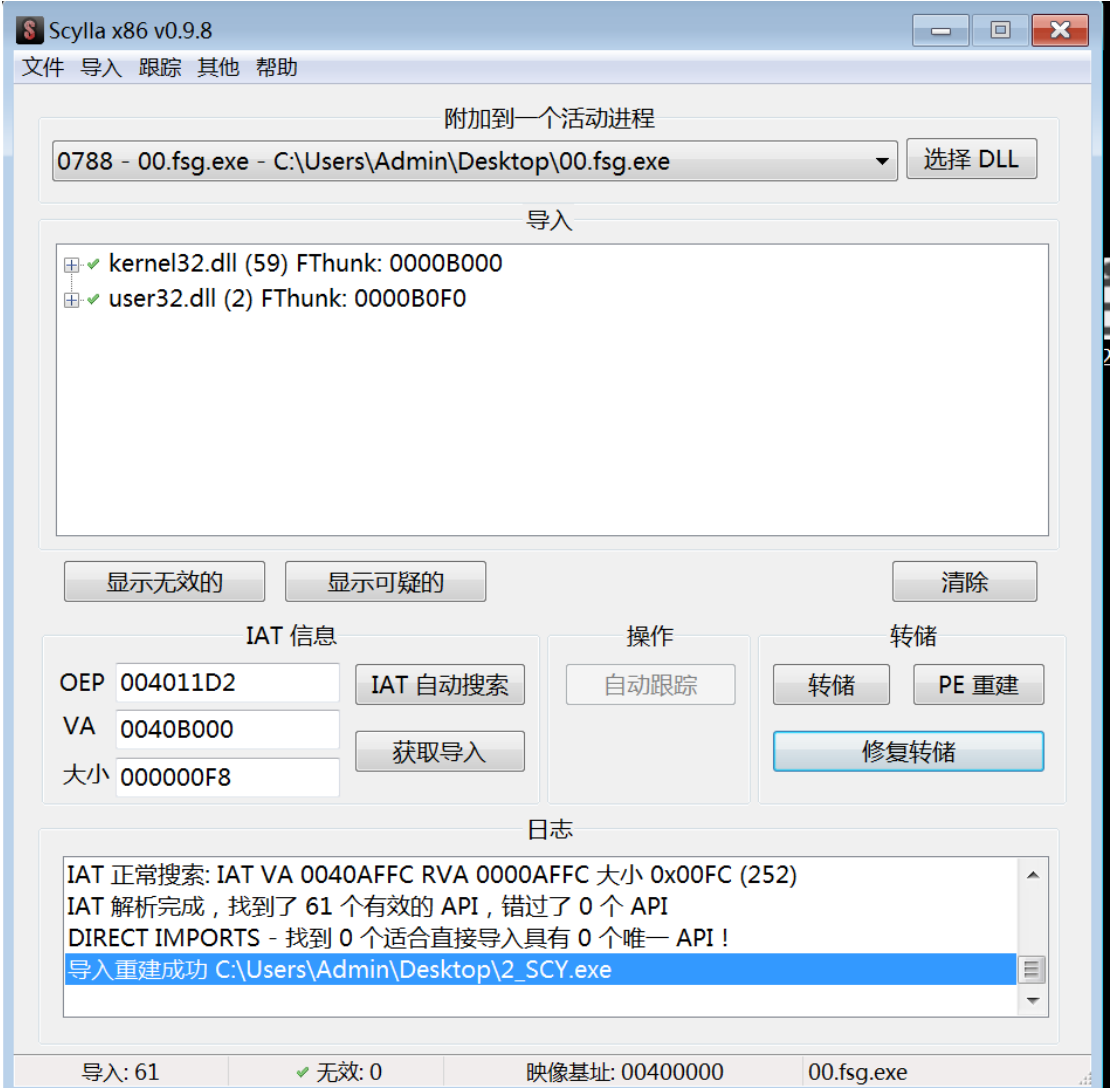 Scylla x86 v0.9.8
文件 导入 跟踪 其他 帮助
附加到一个活动进程
0788 - 00.fsg.exe - C:\Users\Admin\Desktop\00.fsg.exe
选择 DLL
导入
kernel32.dll (59) FThunk: 0000B000
user32.dll (2) FThunk: 0000B0F0
显示无效的 显示可疑的 清除
IAT 信息 操作 转储
OEP 004011D2 IAT 自动搜索 自动跟踪 转储 PE 重建
VA 0040B000
获取导入 修复转储
大小 000000F8
日志
IAT 正常搜索: IAT VA 0040AFFC RVA 0000AFFC 大小 0x00FC (252)
IAT 解析完成，找到了 61 个有效的 API，错过了 0 个 API
DIRECT IMPORTS - 找到 0 个适合直接导入具有 0 个唯一 API！
导入重建成功 C:\Users\Admin\Desktop\2_SCY.exe
导入: 61 无效: 0 映像基址: 00400000 00.fsg.exe